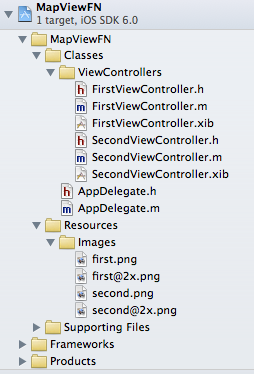 MapViewFN
1 target, iOS SDK 6.0
MapViewFN
Classes
ViewControllers
FirstViewController.h
FirstViewController.m
FirstViewController.xib
SecondViewController.h
SecondViewController.m
SecondViewController.xib
AppDelegate.h
AppDelegate.m
Resources
Images
first.png
first@2x.png
second.png
second@2x.png
Supporting Files
Frameworks
Products